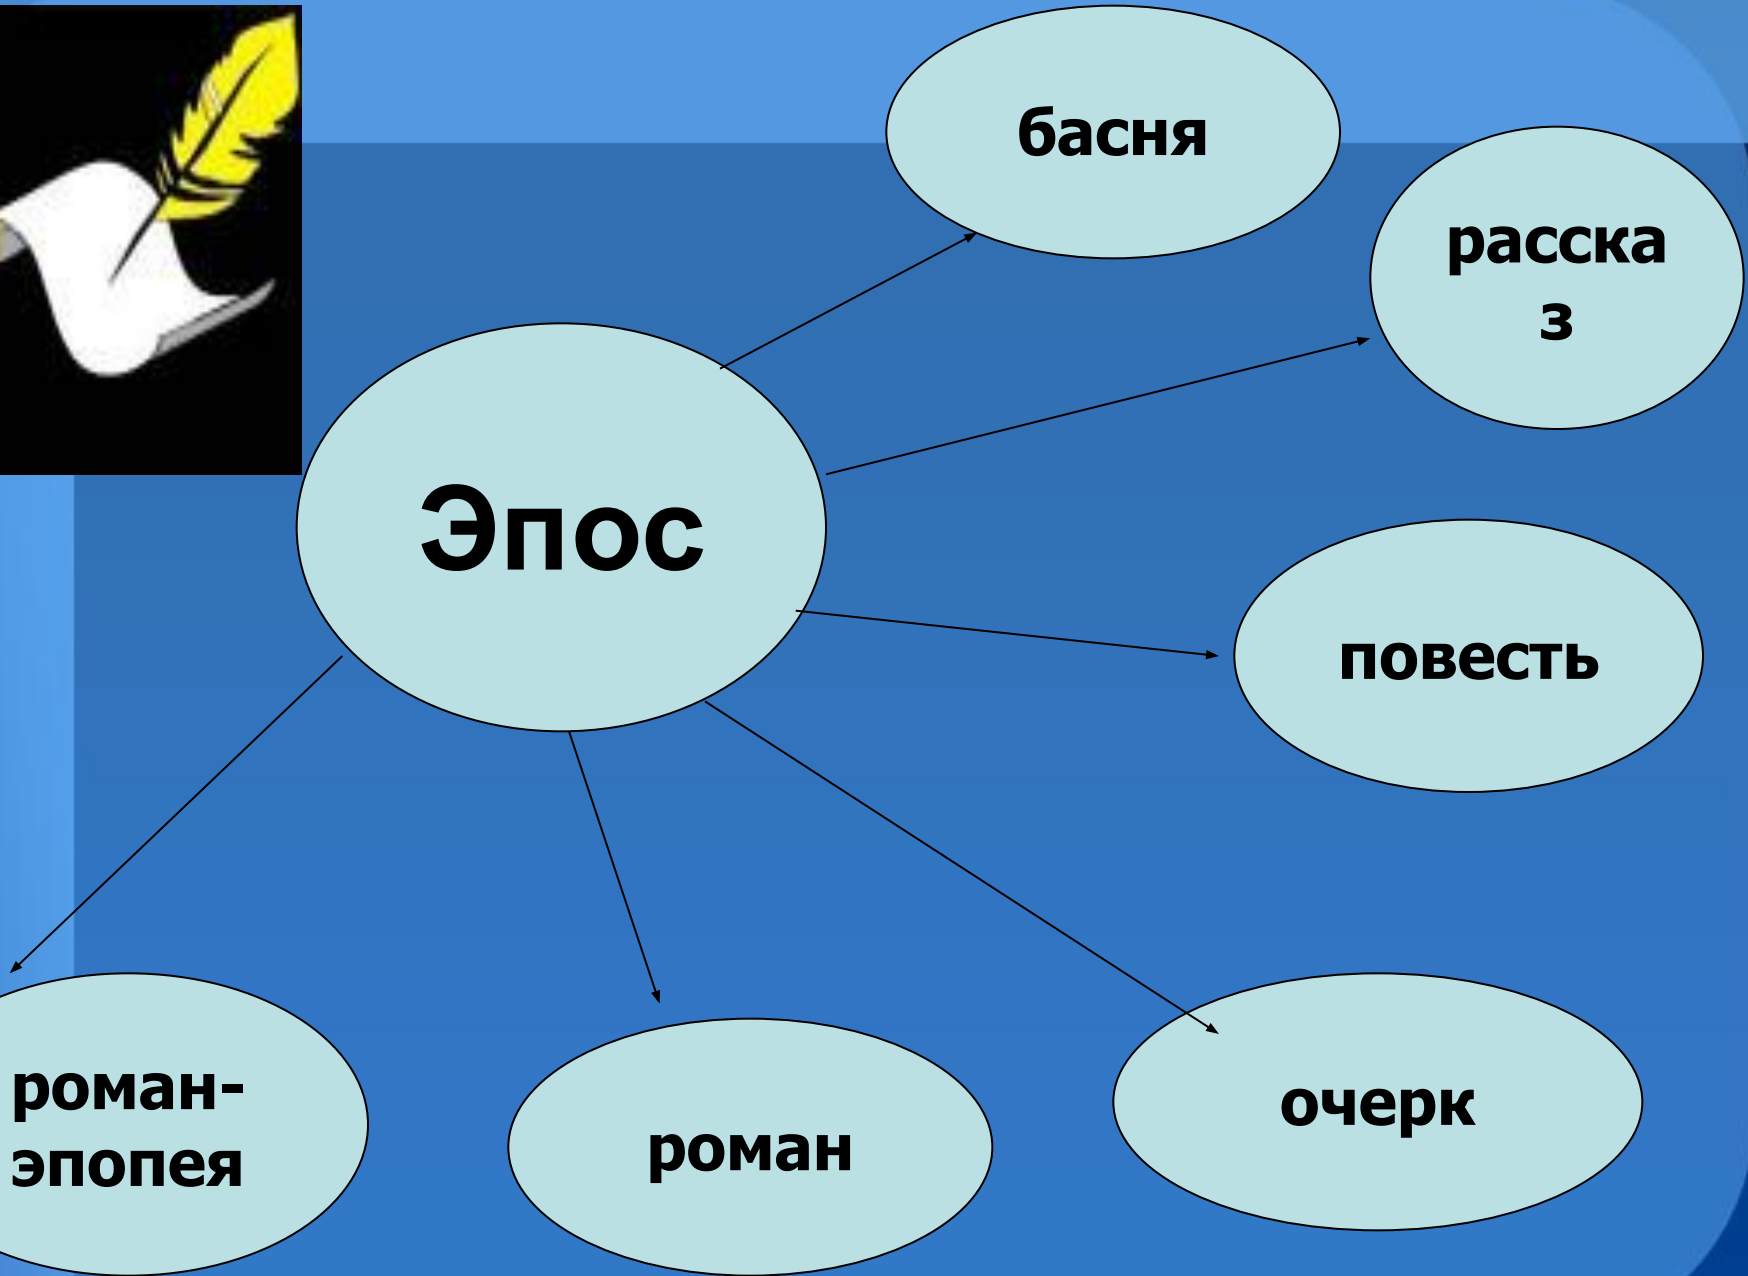 басня
расска
з
Эпос
повесть
роман-
эпопея
роман
очерк